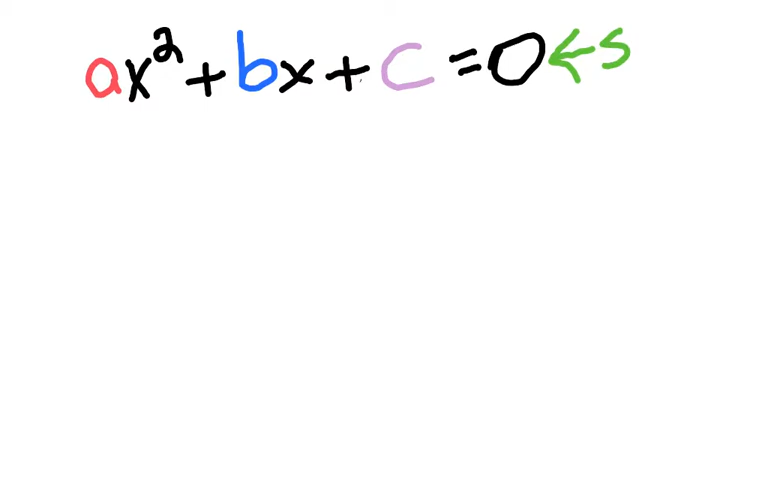 ax² + bx + c = 0 ← s